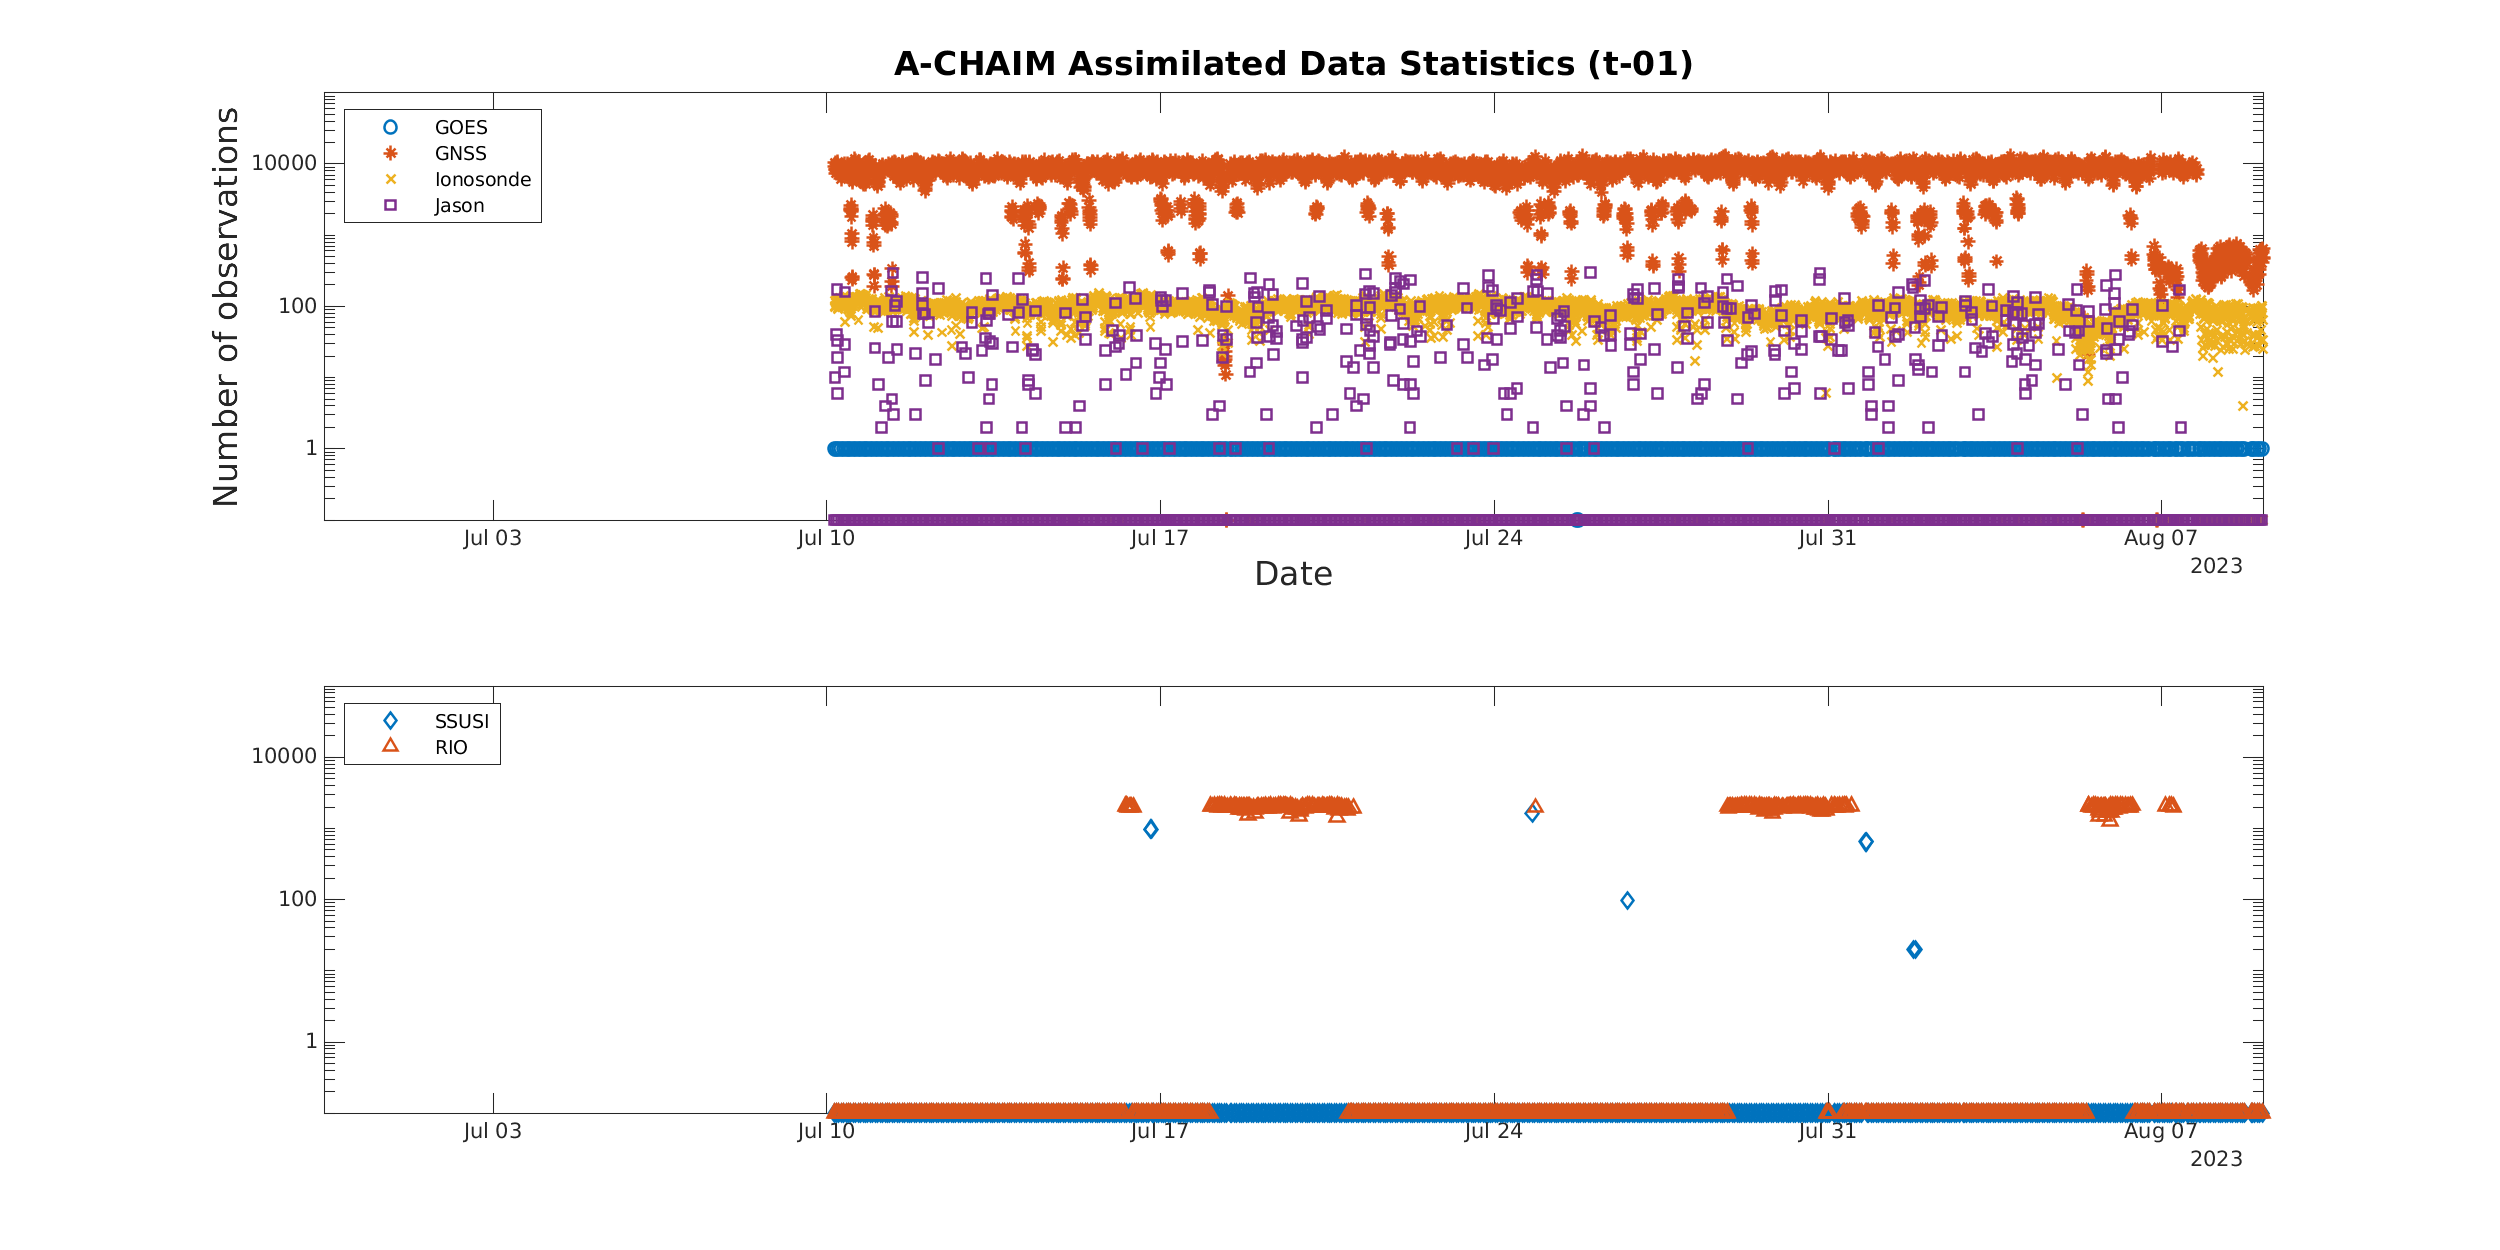 A-CHAIM Assimilated Data Statistics (t-01)
Number of observations
10000
100
1
GOES
GNSS
Ionosonde
Jason
Jul 03
Jul 10
Jul 17
Jul 24
Jul 31
Aug 07
2023
Date
10000
100
1
SSUSI
RIO
Jul 03
Jul 10
Jul 17
Jul 24
Jul 31
Aug 07
2023